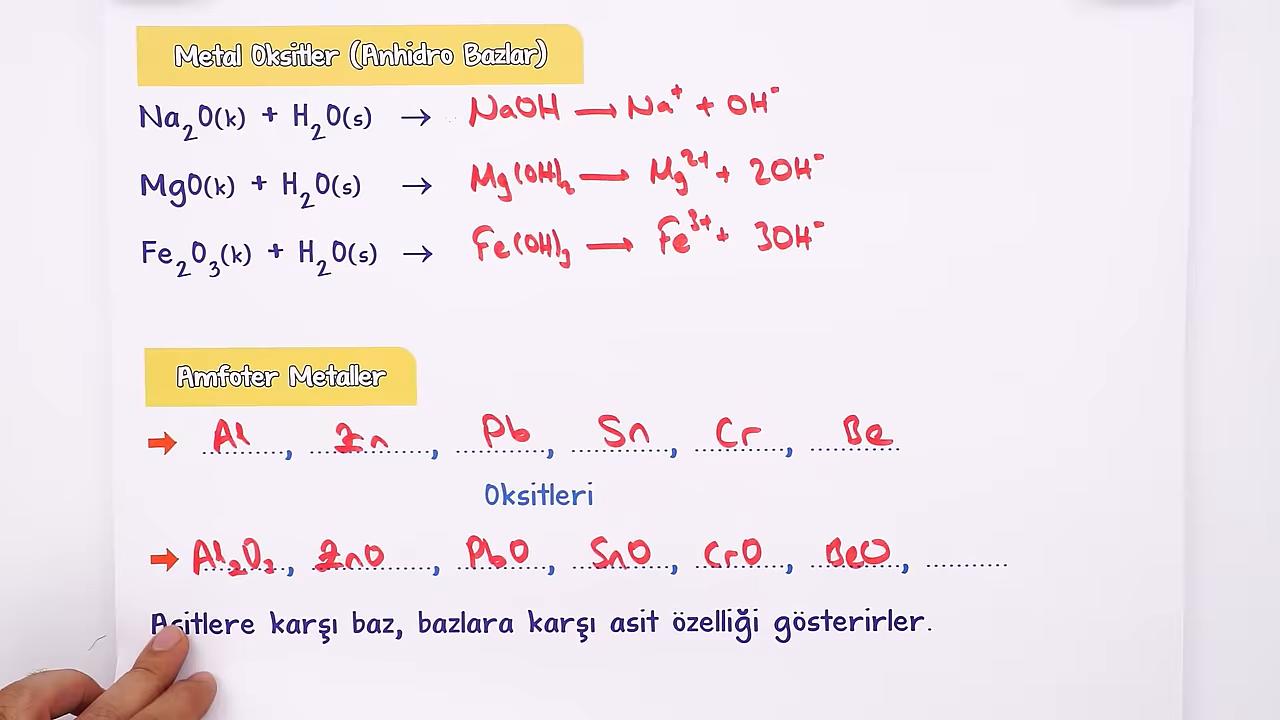 Metal Oksitler (Anhidro Bazlar)
Na₂O(k) + H₂O(s) → NaOH → Na⁺ + OH⁻
MgO(k) + H₂O(s) → Mg(OH)₂ → Mg²⁺ + 2OH⁻
Fe₂O₃(k) + H₂O(s) → Fe(OH)₃ → Fe³⁺ + 3OH⁻
Amfoter Metaller
➡ Al, Zn, Pb, Sn, Cr, Be
Oksitleri
➡ Al₂O₃, ZnO, PbO, SnO, CrO, BeO, ..........
Asitlere karşı baz, bazlara karşı asit özelliği gösterirler.